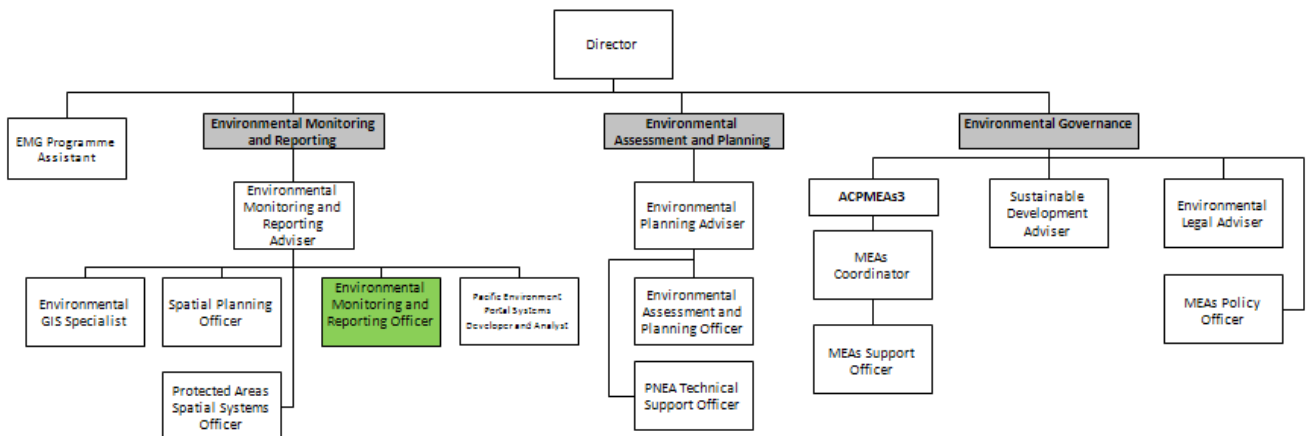 Director
EMG Programme
Assistant
Environmental Monitoring
and Reporting
Environmental
Assessment and Planning
Environmental Governance
Environmental
Monitoring and
Reporting
Adviser
Environmental
Planning Adviser
ACPMEAs3
Sustainable
Development
Adviser
Environmental
Legal Adviser
Environmental
GIS Specialist
Spatial Planning
Officer
Environmental
Monitoring and
Reporting Officer
Pacific Environment
Portal Systems
Developer and Analyst
Environmental
Assessment and
Planning Officer
MEAs
Coordinator
MEAs Policy
Officer
Protected Areas
Spatial Systems
Officer
PNEA Technical
Support Officer
MEAs Support
Officer